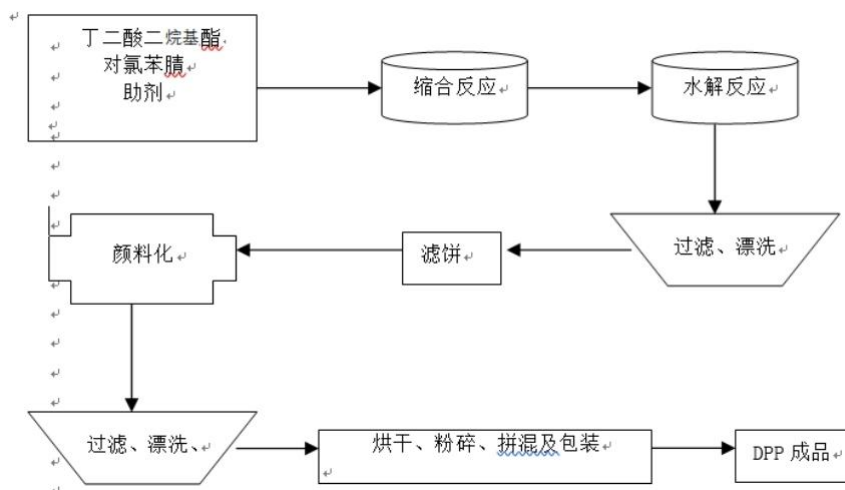 丁二酸二烷基酯
对氯苯腈
助剂
缩合反应
水解反应
过滤、漂洗
滤饼
颜料化
过滤、漂洗、
烘干、粉碎、拼混及包装
DPP 成品